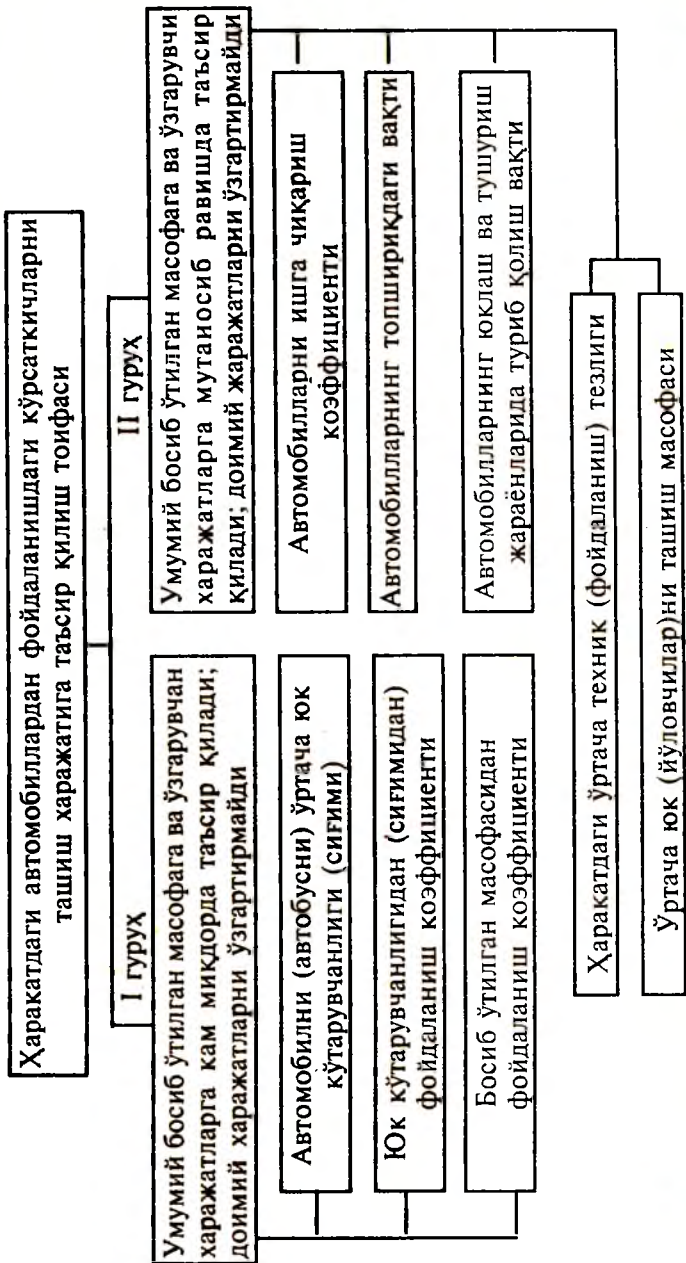 Ҳаракатдаги автомобиллардан фойдаланишдаги кўрсаткичларни
ташиш харажатига таъсир қилиш тоифаси
I гуруҳ
Умумий босиб ўтилган масофага ва ўзгарувчан
харажатларга кам миқдорда таъсир қилади;
доимий харажатларни ўзгартирмайди
Автомобилни (автобусни) ўртача юк
кўтарувчанлиги (сиғими)
Юк кўтарувчанлигидан (сиғимидан)
фойдаланиш коэффициенти
Босиб ўтилган масофасидан
фойдаланиш коэффициенти
II гуруҳ
Умумий босиб ўтилган масофага ва ўзгарувчи
харажатларга мутаносиб равишда таъсир
қилади; доимий жаражатларии ўзгартирмайди
Автомобилларни ишга чиқариш
коэффициенти
Автомобилларнинг топшириқдаги вақти
Автомобилларнинг юклаш ва тушуриш
жараёнларида туриб қолиш вақти
Ҳаракатдаги ўртача техник (фойдаланиш) тезлиги
Ўртача юк (йўловчилар)ни ташиш масофаси